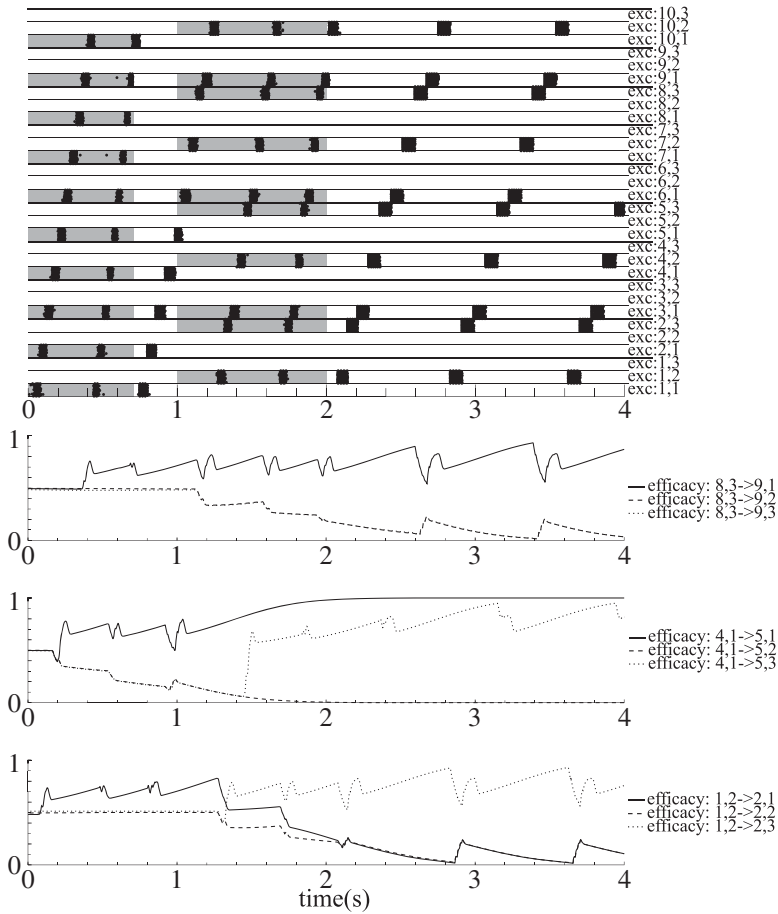 exc:10,3
exc:10,2
exc:10,1
exc:9,3
exc:9,2
exc:9,1
exc:8,3
exc:8,2
exc:8,1
exc:7,3
exc:7,2
exc:7,1
exc:6,3
exc:6,2
exc:6,1
exc:5,3
exc:5,2
exc:5,1
exc:4,3
exc:4,2
exc:4,1
exc:3,3
exc:3,2
exc:3,1
exc:2,3
exc:2,2
exc:2,1
exc:1,3
exc:1,2
exc:1,1
0 1 2 3 4
1
efficacy: 8,3->9,1
efficacy: 8,3->9,2
efficacy: 8,3->9,3
0
0 1 2 3 4
1
efficacy: 4,1->5,1
efficacy: 4,1->5,2
efficacy: 4,1->5,3
0
0 1 2 3 4
1
efficacy: 1,2->2,1
efficacy: 1,2->2,2
efficacy: 1,2->2,3
0
0 1 2 3 4
time(s)